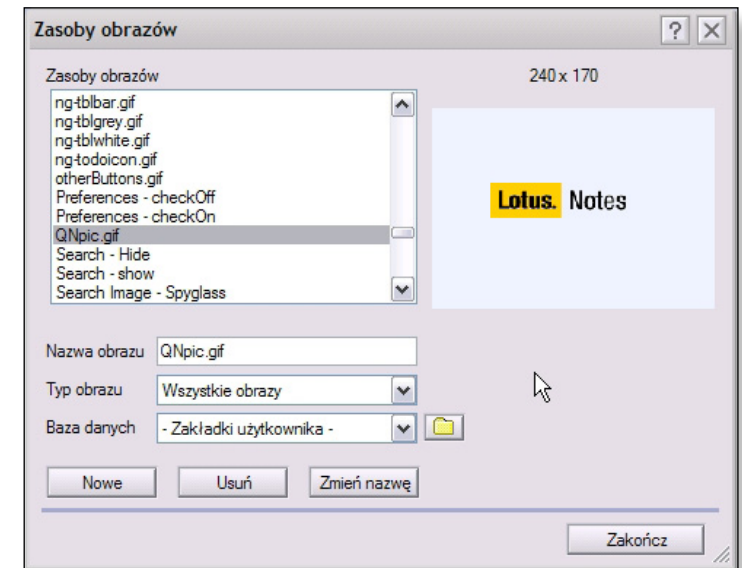 Zasoby obrazów
Zasoby obrazów
240 x 170
ng-tblbar.gif
ng-tblgrey.gif
ng-tblwhite.gif
ng-todoicon.gif
otherButtons.gif
Preferences - checkOff
Preferences - checkOn
QNpic.gif
Search - Hide
Search - show
Search Image - Spyglass
Lotus. Notes
Nazwa obrazu QNpic.gif
Typ obrazu Wszystkie obrazy
Baza danych - Zakładki użytkownika -
Nowe Usuń Zmień nazwę
Zakończ